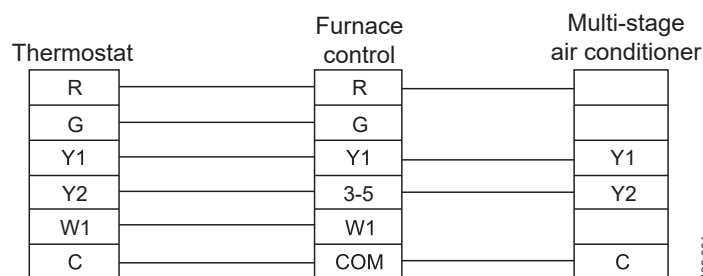 Furnace
control
Multi-stage
air conditioner
Thermostat
R
R
G
G
Y1
Y1
Y1
Y2
3-5
Y2
W1
W1
C
COM
C